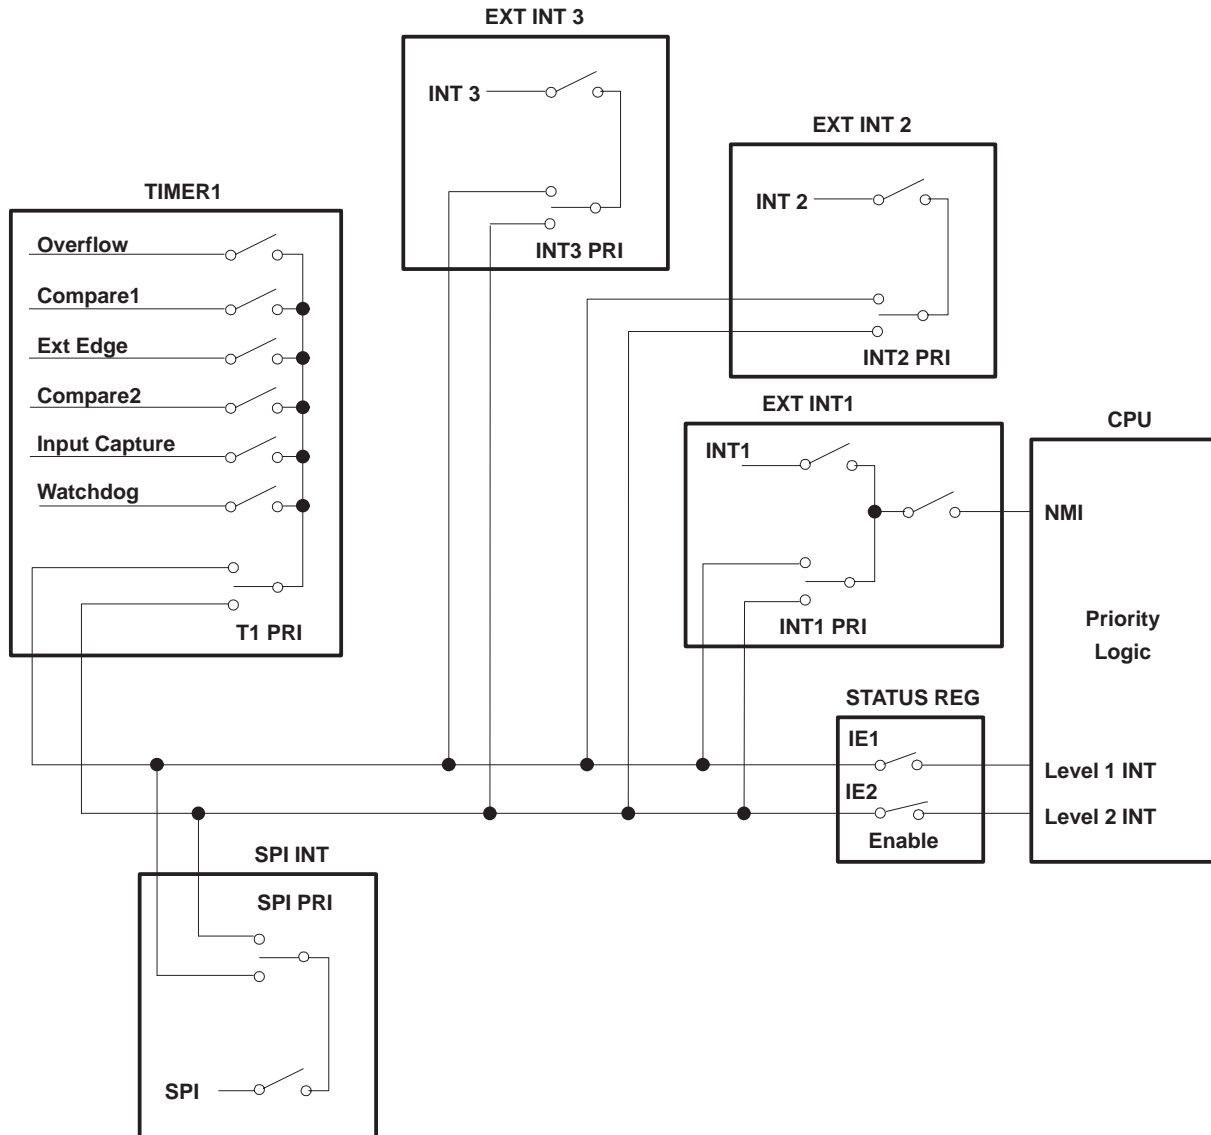 EXT INT 3
INT 3
INT3 PRI
EXT INT 2
INT 2
INT2 PRI
TIMER1
Overflow
Compare1
Ext Edge
Compare2
Input Capture
Watchdog
T1 PRI
EXT INT1
INT1
INT1 PRI
CPU
NMI
Priority
Logic
Level 1 INT
Level 2 INT
STATUS REG
IE1
IE2
Enable
SPI INT
SPI PRI
SPI